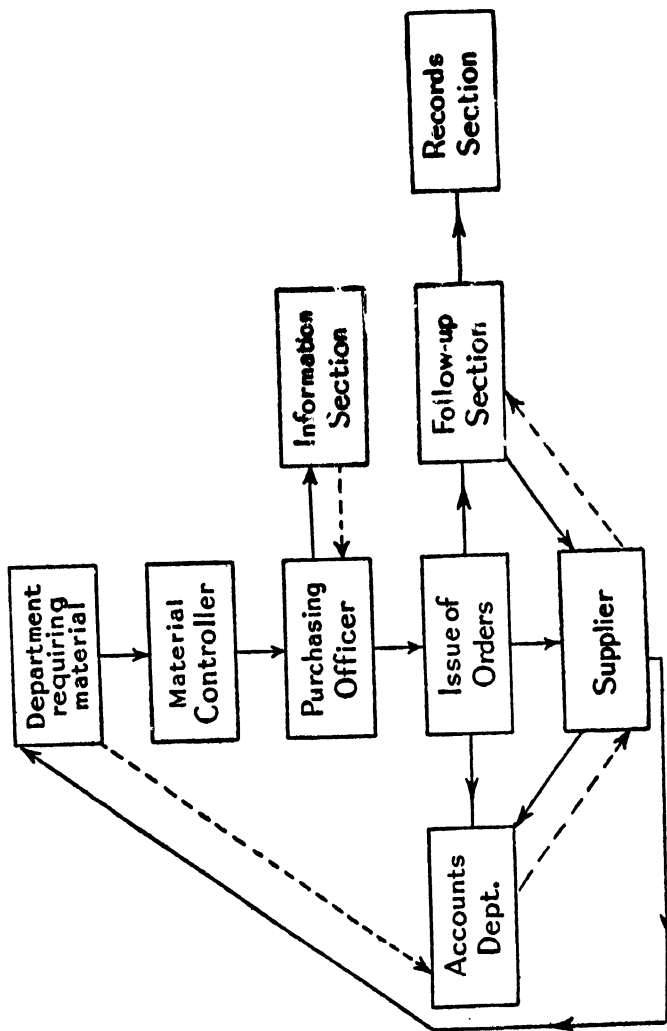 Department
requiring
material
Material
Controller
Purchasing
Officer
Information
Section
Issue of
Orders
Accounts
Dept.
Follow-up
Section
Records
Section
Supplier